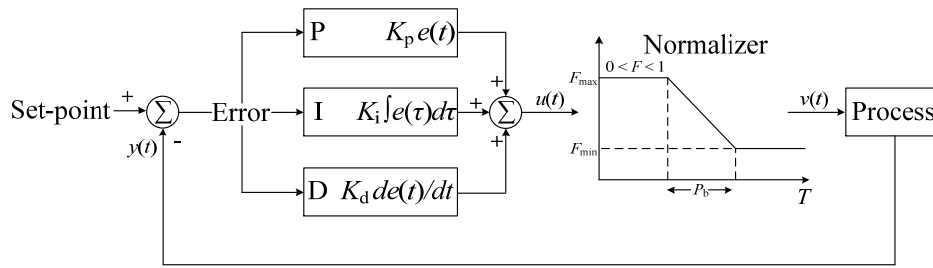 Set-point
+
Σ
-
y(t)
Error
P K_p e(t)
I K_i ∫e(τ)dτ
D K_d de(t)/dt
+
+
+
Σ
u(t)
Normalizer
F_max
0 < F < 1
F_min
P_b
T
v(t)
Process